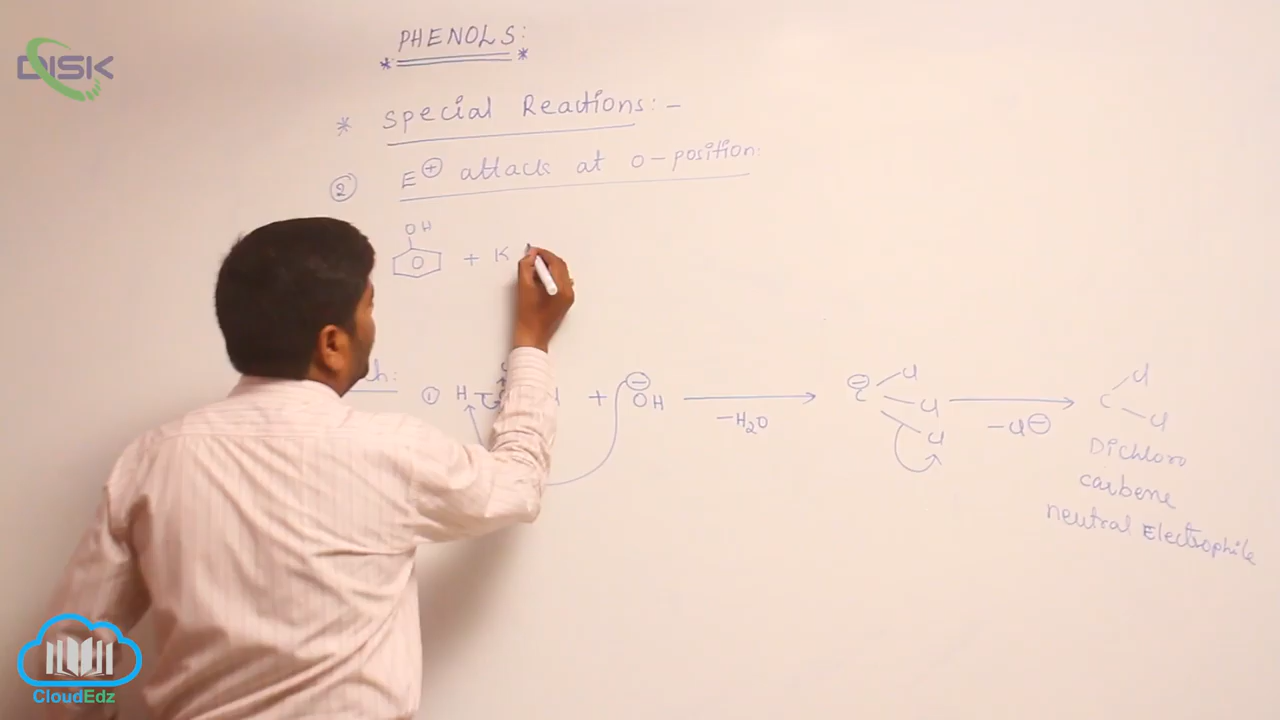 DISK
PHENOLS:
* *
* Special Reactions: -
② E⊕ attack at o-position:
OH
+ K
① H + ⊖OH
-H₂O
⊖C Cl Cl Cl
-Cl⊖
C Cl Cl
Dichloro
carbene
neutral Electrophile
CloudEdz